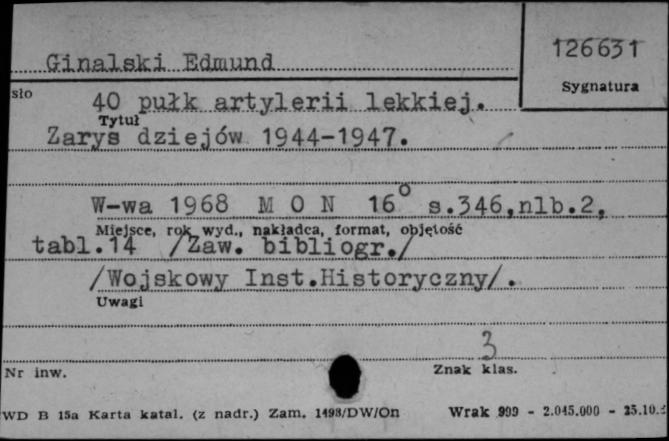 Ginalski Edmund
126631
Sygnatura
sło
40 pułk artylerii lekkiej.
Tytuł
Zarys dziejów 1944-1947.
W-wa 1968 M O N 16° s.346,nlb.2,
Miejsce, rok wyd., nakładca, format, objętość
tabl.14 /Zaw. bibliogr./
/Wojskowy Inst.Historyczny/.
Uwagi
3
Nr inw.
Znak klas.
WD B 15a Karta katal. (z nadr.) Zam. 1498/DW/On
Wrak 999 - 2.045.000 - 25.10.